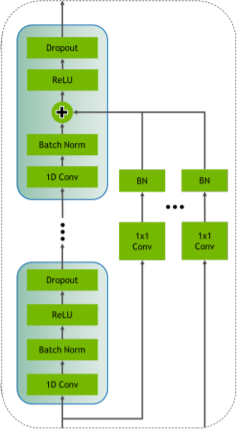 Dropout
ReLU
Batch Norm
1D Conv
BN
BN
1x1
Conv
1x1
Conv
Dropout
ReLU
Batch Norm
1D Conv